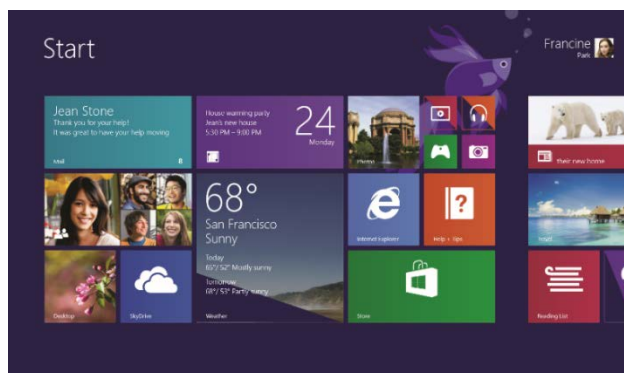 Start
Francine
Park
Jean Stone
Thank you for your help!
It was great to have your help moving
Mail
8
House warming party
Jean's new house
5:30 PM – 9:00 PM
24
Monday
Photos
their new home
68°
San Francisco
Sunny
Today
65°/ 52° Mostly sunny
Tomorrow
68°/ 53° Partly sunny
Weather
Internet Explorer
?
Help + Tips
Travel
Desktop
SkyDrive
Store
Reading List